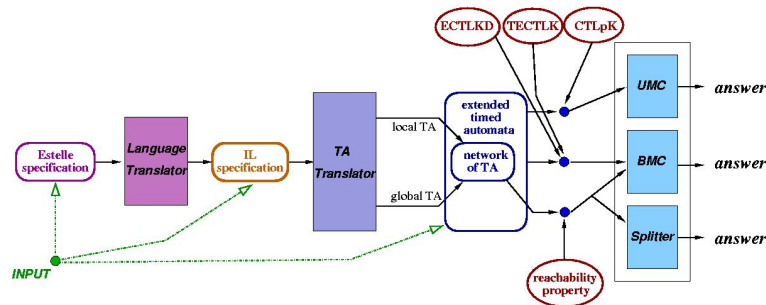 ECTLKD
TECTLK
CTLpK
UMC
answer
extended
timed
automata
local TA
Language
Translator
Estelle
specification
IL
specification
TA
Translator
network
of TA
BMC
answer
global TA
Splitter
answer
INPUT
reachability
property